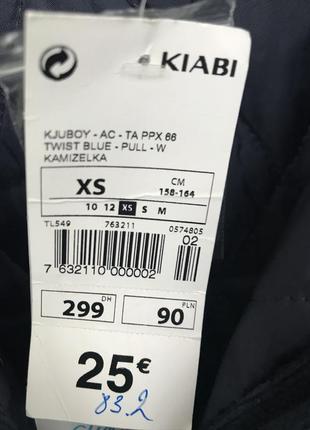 KIABI
KJUBOY - AC - TA PPX 66
TWIST BLUE - PULL - W
KAMIZELKA
XS CM 158-164
10 12 XS S M
TL549 763211 0574805
02
7 632110 000002
299 DH 90 PLN
25€
83.2